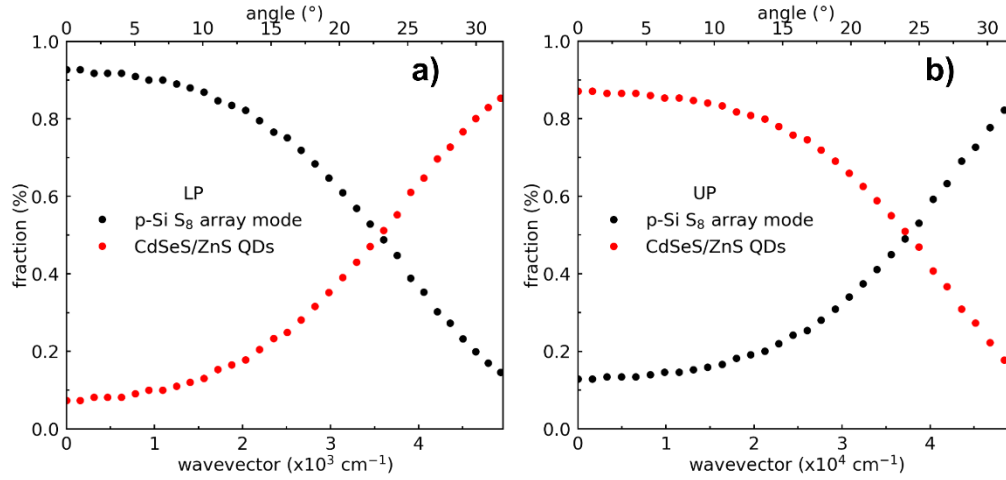 angle (°)
0 5 10 15 20 25 30
1.0
0.8
0.6
0.4
0.2
0.0
fraction (%)
a)
LP
p-Si S₈ array mode
CdSeS/ZnS QDs
0 1 2 3 4
wavevector (x10³ cm⁻¹)
angle (°)
0 5 10 15 20 25 30
1.0
0.8
0.6
0.4
0.2
0.0
fraction (%)
b)
UP
p-Si S₈ array mode
CdSeS/ZnS QDs
0 1 2 3 4
wavevector (x10⁴ cm⁻¹)